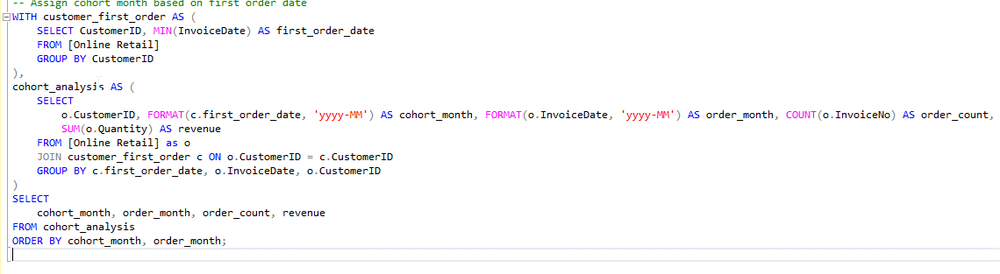 -- Assign cohort month based on first order date
WITH customer_first_order AS (
    SELECT CustomerID, MIN(InvoiceDate) AS first_order_date
    FROM [Online Retail]
    GROUP BY CustomerID
),
cohort_analysis AS (
    SELECT
        o.CustomerID, FORMAT(c.first_order_date, 'yyyy-MM') AS cohort_month, FORMAT(o.InvoiceDate, 'yyyy-MM') AS order_month, COUNT(o.InvoiceNo) AS order_count,
        SUM(o.Quantity) AS revenue
    FROM [Online Retail] as o
    JOIN customer_first_order c ON o.CustomerID = c.CustomerID
    GROUP BY c.first_order_date, o.InvoiceDate, o.CustomerID
)
SELECT
    cohort_month, order_month, order_count, revenue
FROM cohort_analysis
ORDER BY cohort_month, order_month;